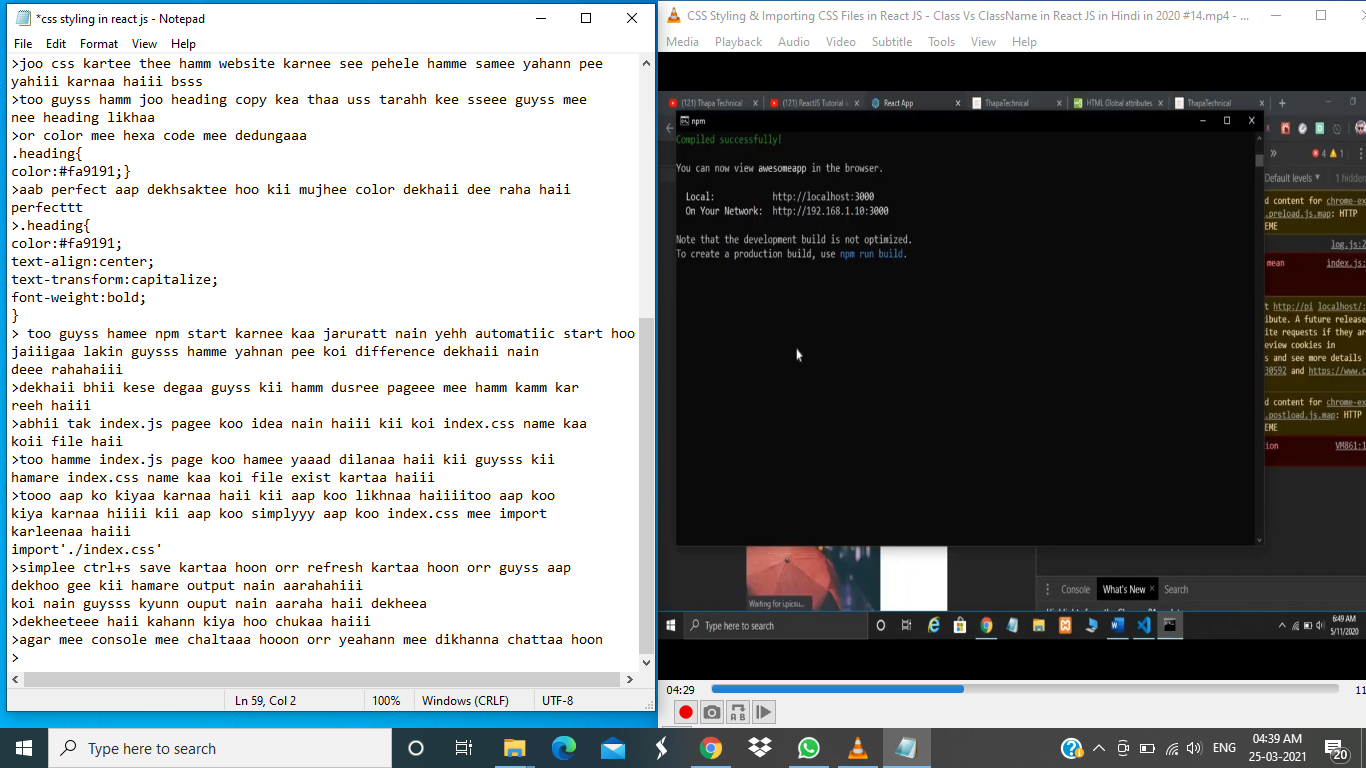 *css styling in react js - Notepad
File Edit Format View Help
>joo css kartee thee hamm website karnee see pehele hamme samee yahann pee
yahiii karnaa haiii bsss
>too guyss hamm joo heading copy kea thaa uss tarahh kee sseee guyss mee
nee heading likhaa
>or color mee hexa code mee dedungaaa
.heading{
color:#fa9191;}
>aab perfect aap dekhsaktee hoo kii mujhee color dekhaii dee raha haii
perfecttt
>.heading{
color:#fa9191;
text-align:center;
text-transform:capitalize;
font-weight:bold;
}
> too guyss hamee npm start karnee kaa jaruratt nain yehh automatiic start hoo
jaiiigaa lakin guysss hamme yahnan pee koi difference dekhaii nain
deee rahahaiii
>dekhaii bhii kese degaa guyss kii hamm dusree pageee mee hamm kamm kar
reeh haiii
>abhii tak index.js pagee koo idea nain haiii kii koi index.css name kaa
koii file haii
>too hamme index.js page koo hamee yaaad dilanaa haii kii guysss kii
hamare index.css name kaa koi file exist kartaa haiii
>tooo aap ko kiyaa karnaa haii kii aap koo likhnaa haiiiitoo aap koo
kiya karnaa hiiii kii aap koo simplyyy aap koo index.css mee import
karleenaa haiii
import'./index.css'
>simplee ctrl+s save kartaa hoon orr refresh kartaa hoon orr guyss aap
dekhoo gee kii hamare output nain aarahahiii
koi nain guysss kyunn ouput nain aaraha haii dekheea
>dekheeteee haii kahann kiya hoo chukaa haiii
>agar mee console mee chaltaaa hooon orr yeahann mee dikhanna chattaa hoon
>
Ln 59, Col 2 100% Windows (CRLF) UTF-8
CSS Styling & Importing CSS Files in React JS - Class Vs ClassName in React JS in Hindi in 2020 #14.mp4 - ...
Media Playback Audio Video Subtitle Tools View Help
(121) Thapa Technical (121) ReactJS Tutorial React App ThapaTechnical HTML Global attributes ThapaTechnical
npm
Compiled successfully!
You can now view awesomeapp in the browser.
Local: http://localhost:3000
On Your Network: http://192.168.1.10:3000
Note that the development build is not optimized.
To create a production build, use npm run build.
4 1
Default levels 1 hidden
d content for chrome-ex
.preload.js.map: HTTP
EME
log.js:2
mean index.js:
t http://pi localhost/:
ibute. A future release
ite requests if they ar
eview cookies in
s and see more details
30592 and https://www.c
d content for chrome-ex
.postload.js.map: HTTP
EME
ion VM861:1
Waiting for i.picsu...
Console What's New Search
Type here to search
6:49 AM
5/11/2020
04:29 11
A B
Type here to search
ENG
04:39 AM
25-03-2021
20